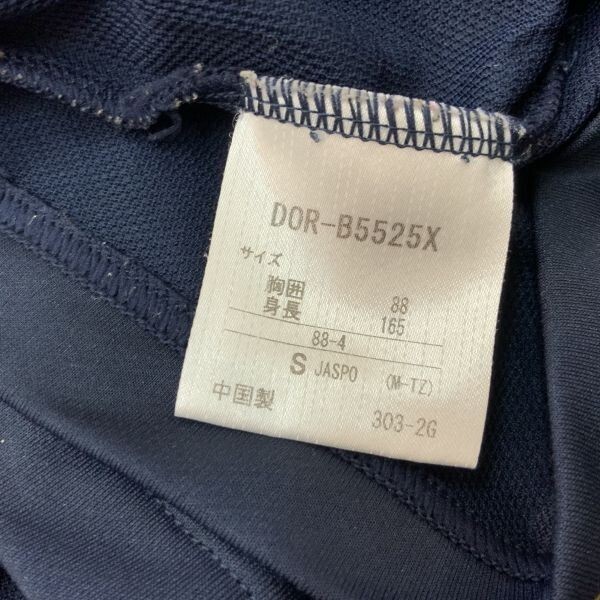 DOR-B5525X
サイズ
胸囲 88
身長 165
88-4
S JASPO (M-TZ)
中国製 303-2G